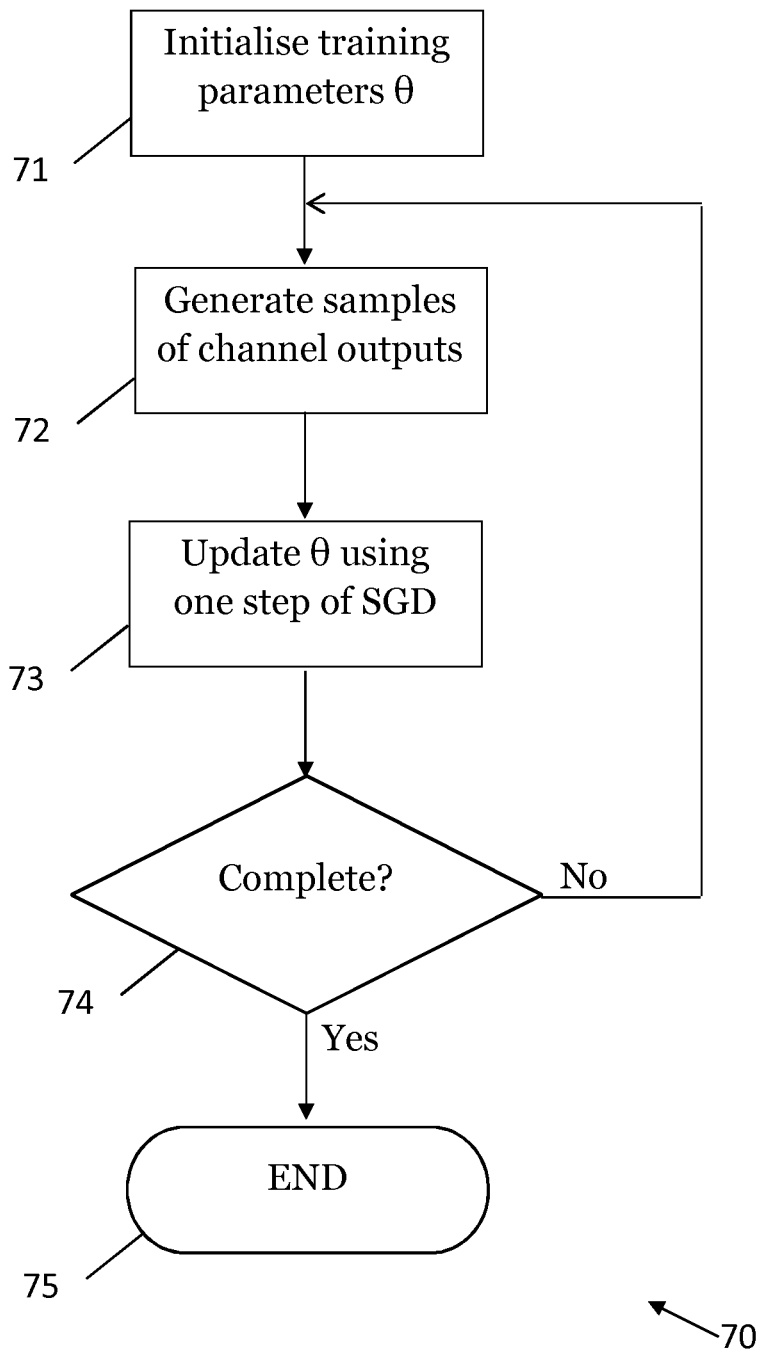 Initialise training
parameters θ
71
Generate samples
of channel outputs
72
Update θ using
one step of SGD
73
Complete?
No
74
Yes
END
75
70